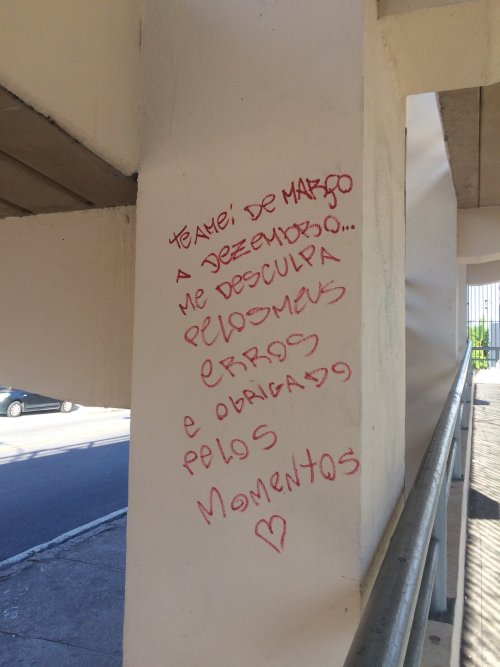 TE AMEI DE MARÇO
A DEZEMBRO...
ME DESCULPA
PELOS MEUS
ERROS
E OBRIGADO
PELOS
MOMENTOS